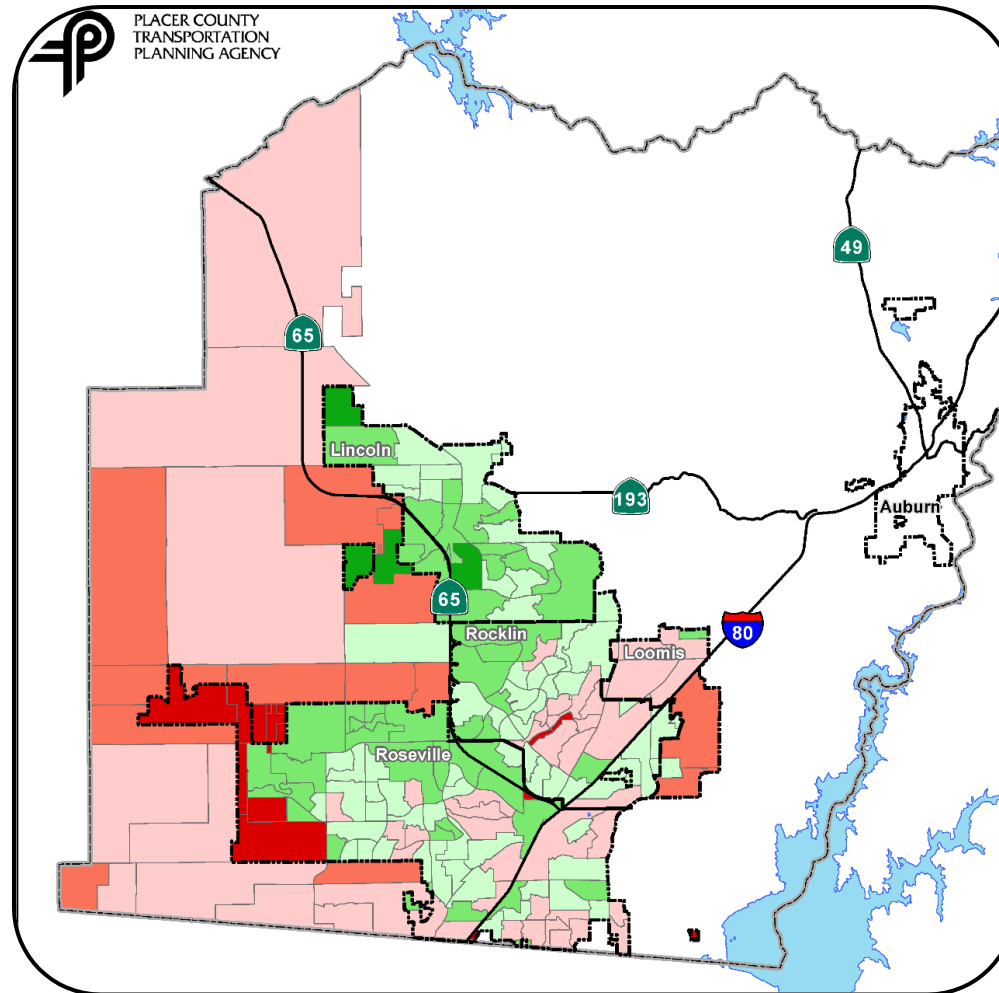 PLACER COUNTY
TRANSPORTATION
PLANNING AGENCY
49
65
Lincoln
193
Auburn
65
Rocklin
80
Loomis
Roseville